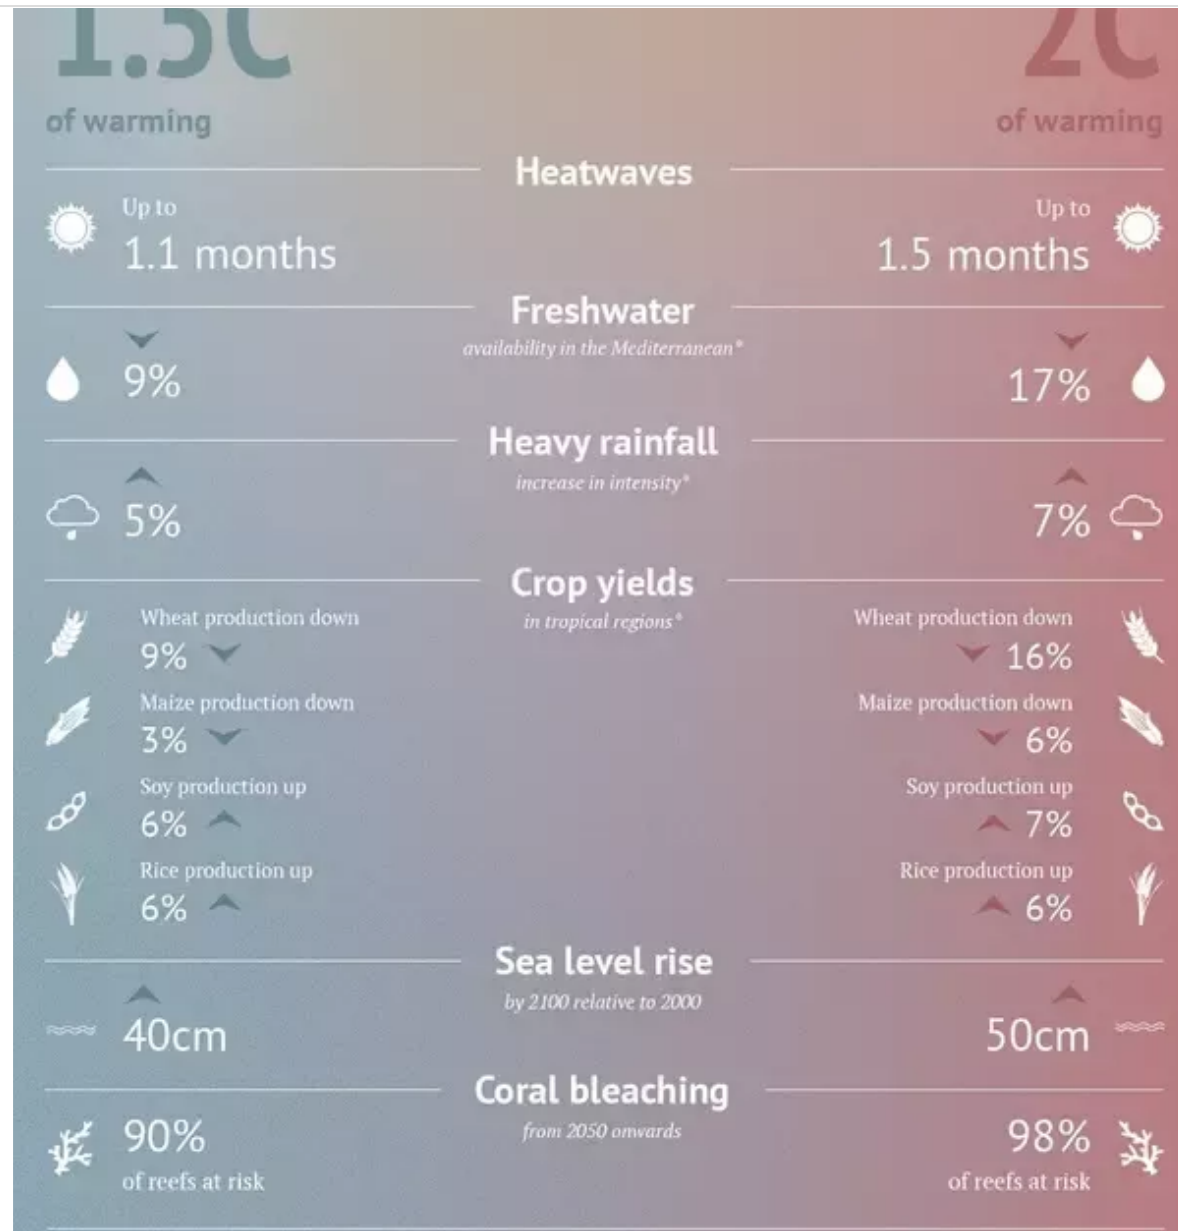 1.5C
2C
of warming
of warming
Heatwaves
Up to
1.1 months
Up to
1.5 months
Freshwater
availability in the Mediterranean*
9%
17%
Heavy rainfall
increase in intensity*
5%
7%
Crop yields
in tropical regions*
Wheat production down
9%
Wheat production down
16%
Maize production down
3%
Maize production down
6%
Soy production up
6%
Soy production up
7%
Rice production up
6%
Rice production up
6%
Sea level rise
by 2100 relative to 2000
40cm
50cm
Coral bleaching
from 2050 onwards
90%
of reefs at risk
98%
of reefs at risk